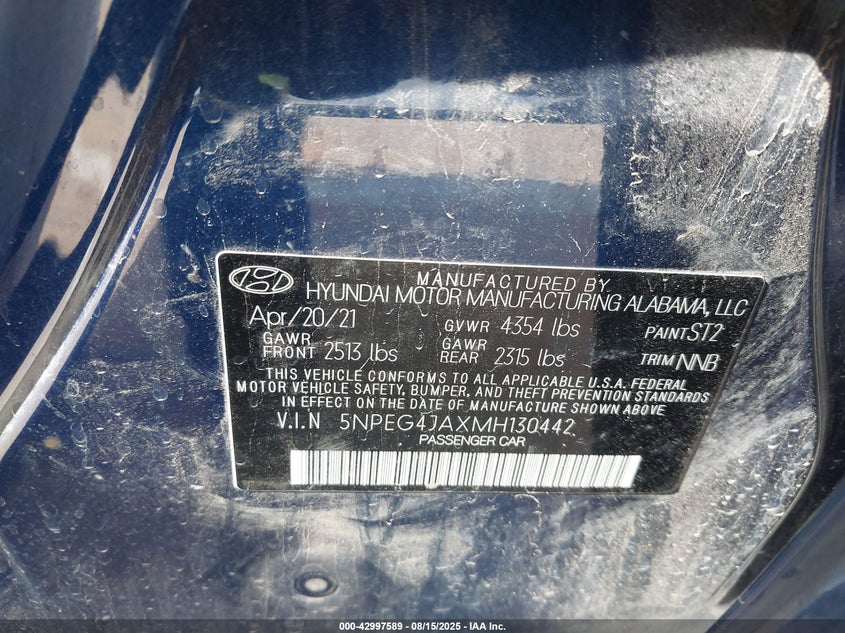 MANUFACTURED BY
HYUNDAI MOTOR MANUFACTURING ALABAMA, LLC
Apr/20/21 GVWR 4354 lbs PAINT ST2
GAWR FRONT 2513 lbs GAWR REAR 2315 lbs TRIM NNB
THIS VEHICLE CONFORMS TO ALL APPLICABLE U.S.A. FEDERAL
MOTOR VEHICLE SAFETY, BUMPER, AND THEFT PREVENTION STANDARDS
IN EFFECT ON THE DATE OF MANUFACTURE SHOWN ABOVE
V.I.N 5NPEG4JAXMH130442
PASSENGER CAR
000-42997589 - 08/15/2025 - IAA Inc.